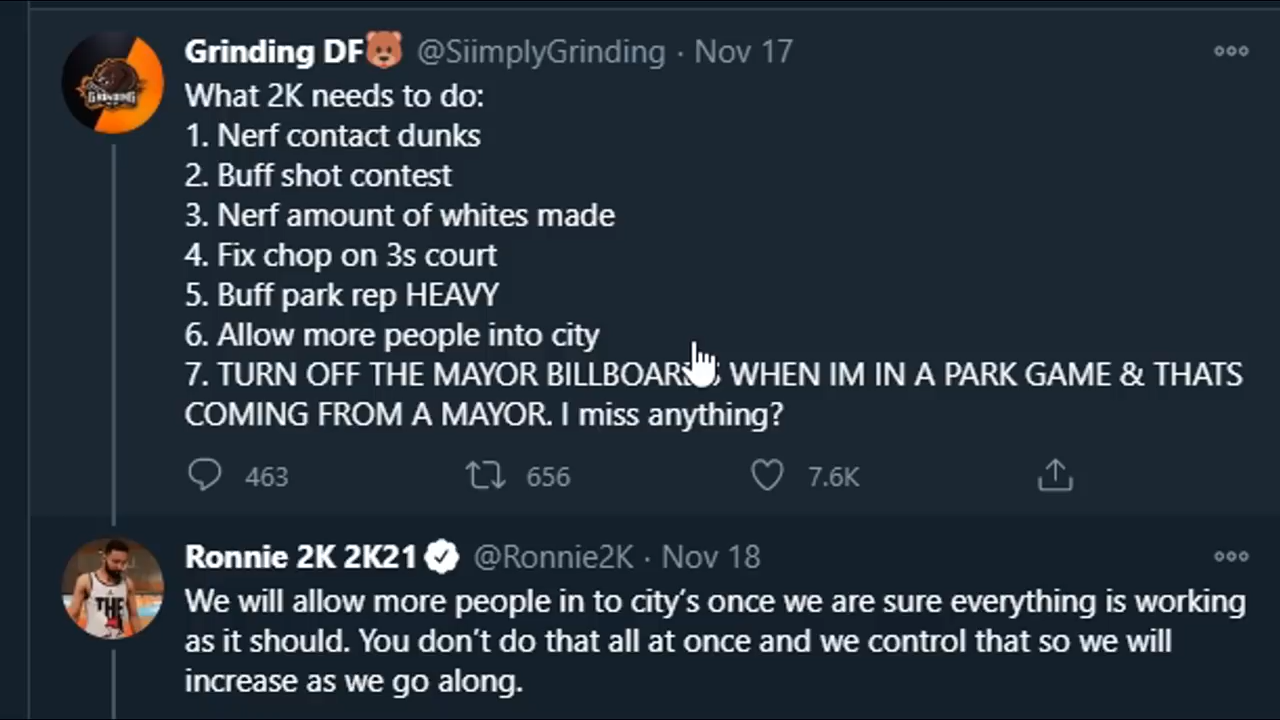 Grinding DF🐻 @SiimplyGrinding · Nov 17
What 2K needs to do:
1. Nerf contact dunks
2. Buff shot contest
3. Nerf amount of whites made
4. Fix chop on 3s court
5. Buff park rep HEAVY
6. Allow more people into city
7. TURN OFF THE MAYOR BILLBOARDS WHEN IM IN A PARK GAME & THATS
COMING FROM A MAYOR. I miss anything?
463 656 7.6K
Ronnie 2K 2K21 @Ronnie2K · Nov 18
We will allow more people in to city's once we are sure everything is working
as it should. You don't do that all at once and we control that so we will
increase as we go along.
GRINDING
THE